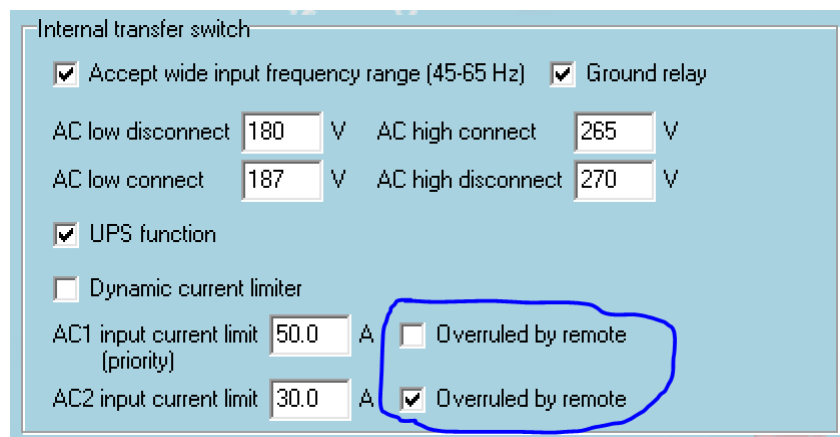 Internal transfer switch
Accept wide input frequency range (45-65 Hz) Ground relay
AC low disconnect 180 V AC high connect 265 V
AC low connect 187 V AC high disconnect 270 V
UPS function
Dynamic current limiter
AC1 input current limit 50.0 A Overruled by remote
(priority)
AC2 input current limit 30.0 A Overruled by remote